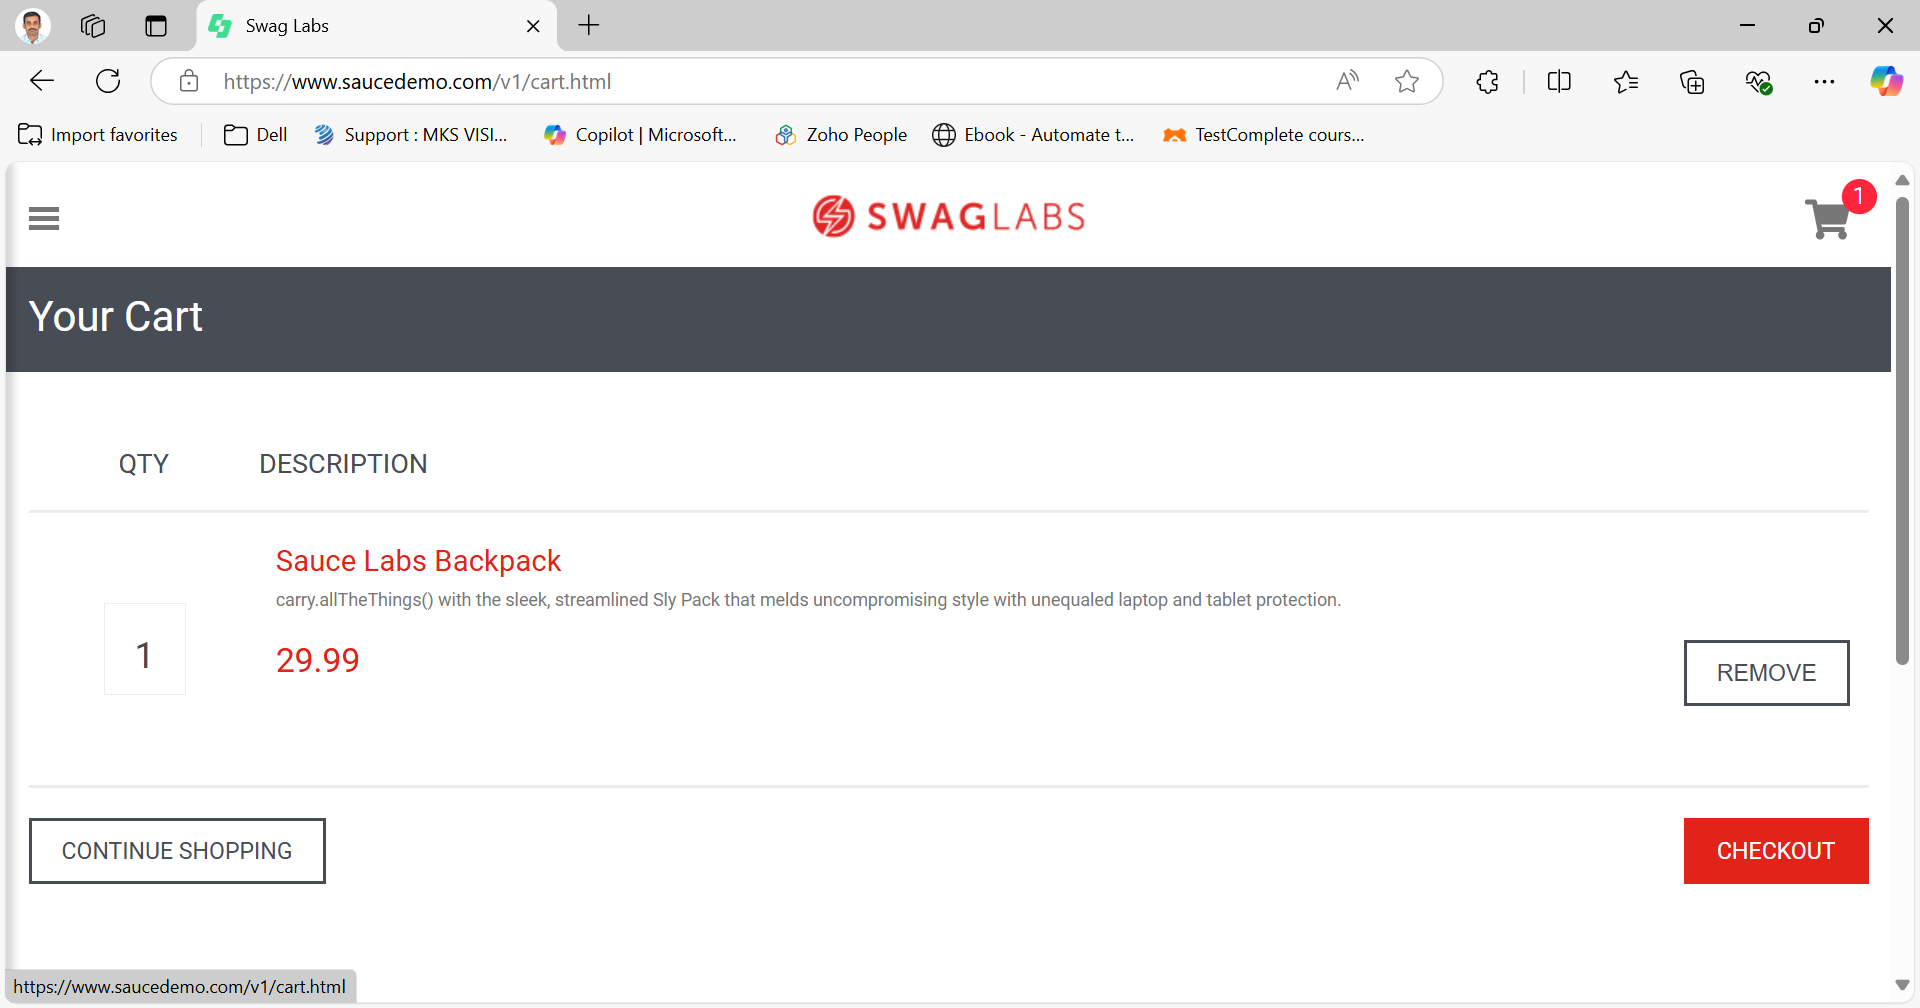 Swag Labs
https://www.saucedemo.com/v1/cart.html
Import favorites
Dell
Support : MKS VISI...
Copilot | Microsoft...
Zoho People
Ebook - Automate t...
TestComplete cours...
SWAGLABS
1
Your Cart
QTY DESCRIPTION
Sauce Labs Backpack
carry.allTheThings() with the sleek, streamlined Sly Pack that melds uncompromising style with unequaled laptop and tablet protection.
1
29.99
REMOVE
CONTINUE SHOPPING
CHECKOUT
https://www.saucedemo.com/v1/cart.html